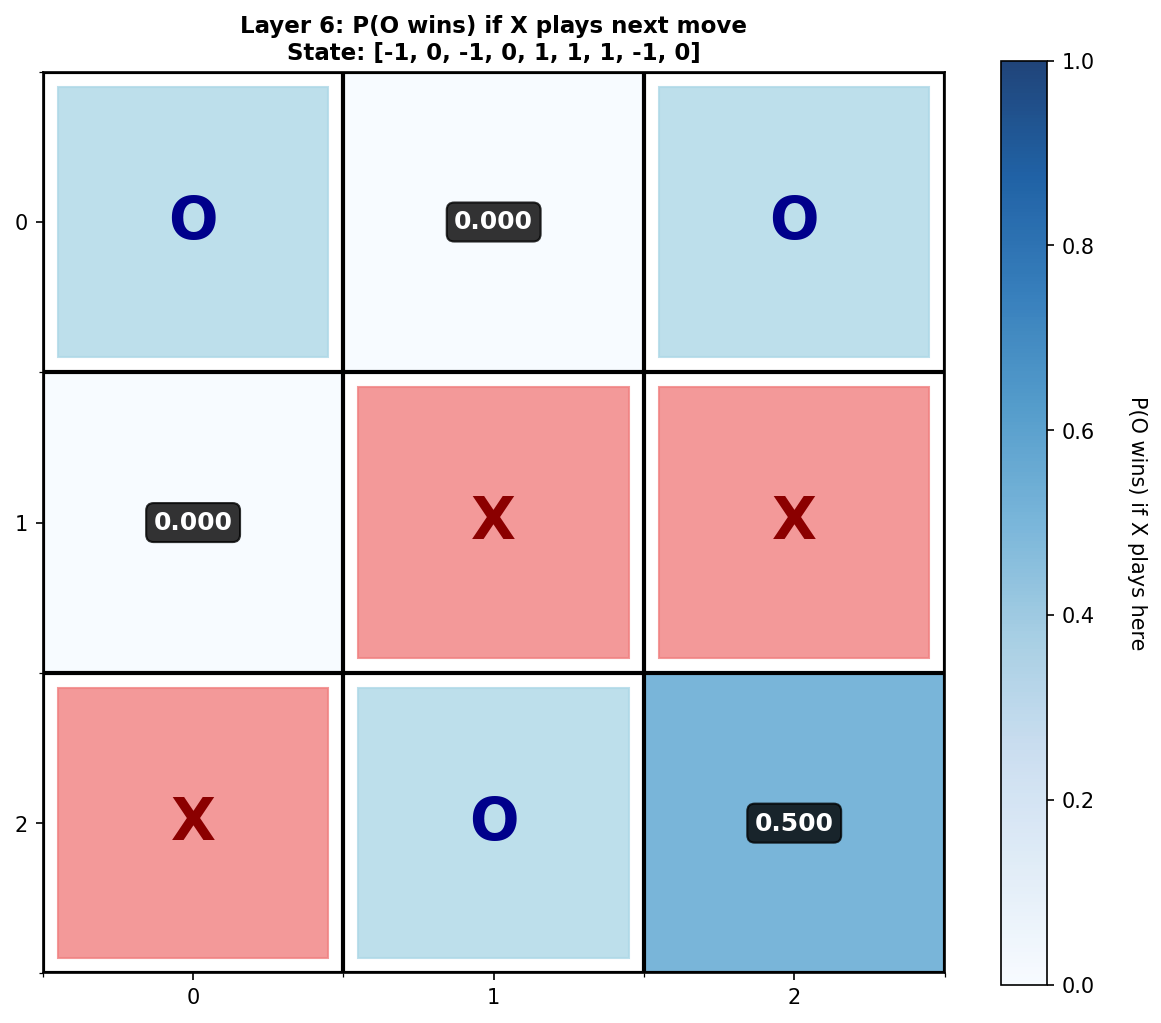 Layer 6: P(O wins) if X plays next move
State: [-1, 0, -1, 0, 1, 1, 1, -1, 0]
O
0.000
O
0.000
X
X
X
O
0.500
0
1
2
0
1
2
1.0
0.8
0.6
0.4
0.2
0.0
P(O wins) if X plays here